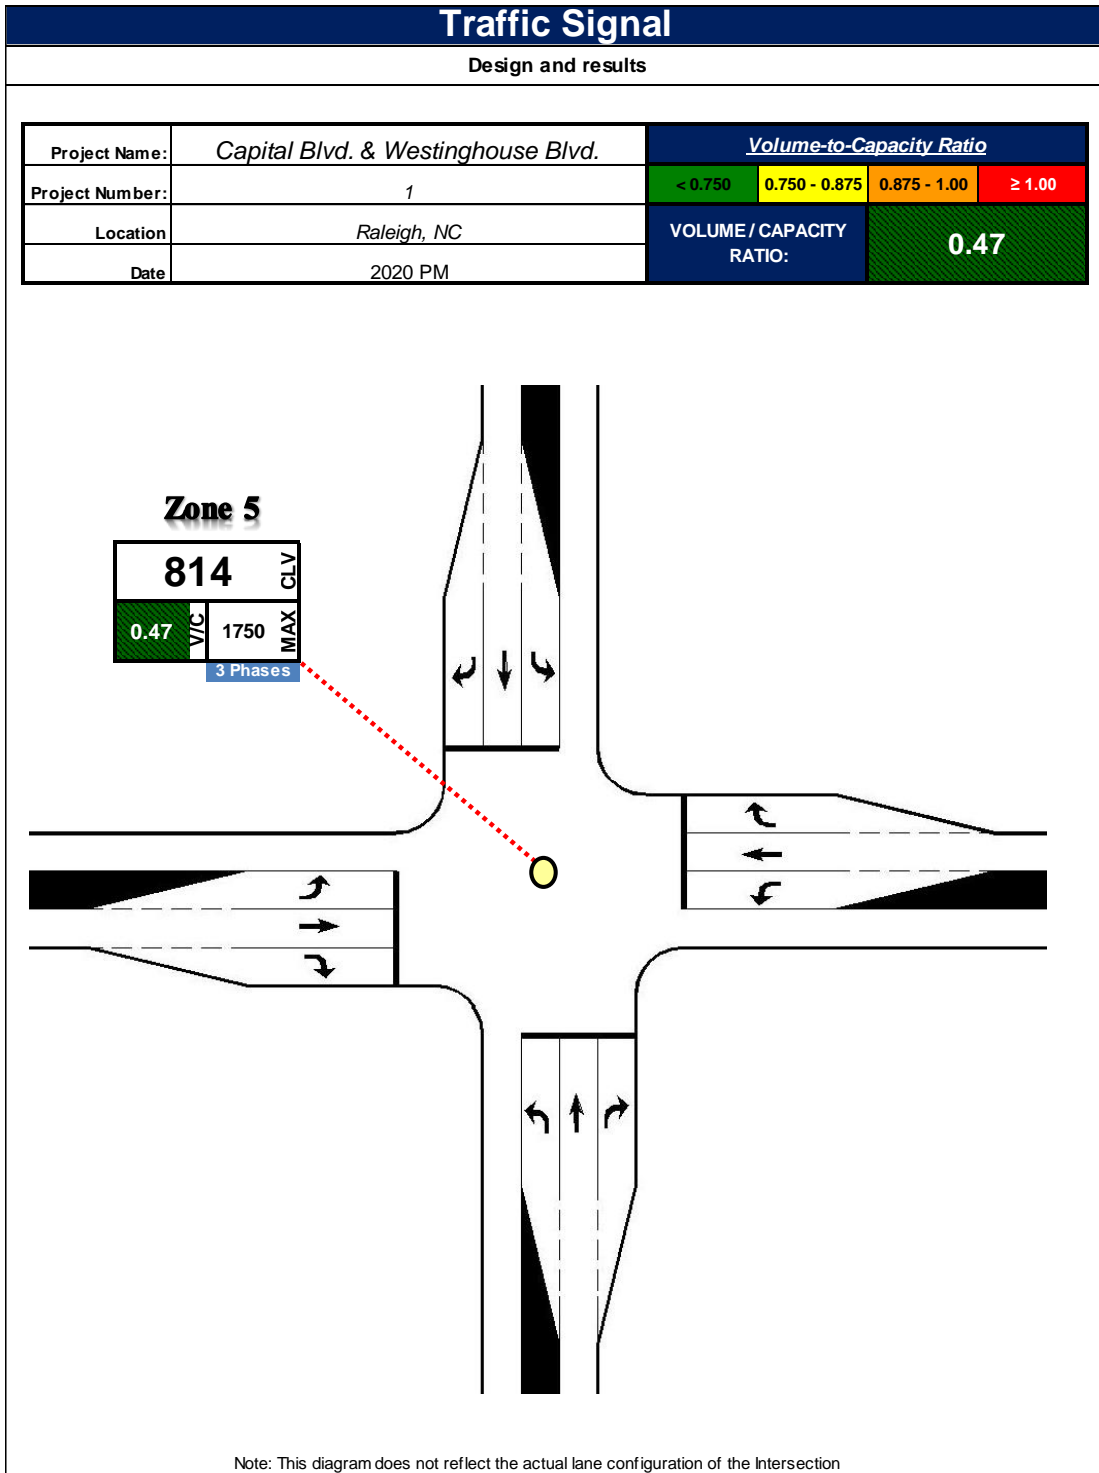 Traffic Signal
Design and results
Project Name: Capital Blvd. & Westinghouse Blvd.
Volume-to-Capacity Ratio
Project Number: 1
< 0.750 0.750 - 0.875 0.875 - 1.00 ≥ 1.00
Location Raleigh, NC
VOLUME / CAPACITY
RATIO:
0.47
Date 2020 PM
Zone 5
814 CLV
0.47 V/C 1750 MAX
3 Phases
Note: This diagram does not reflect the actual lane configuration of the Intersection